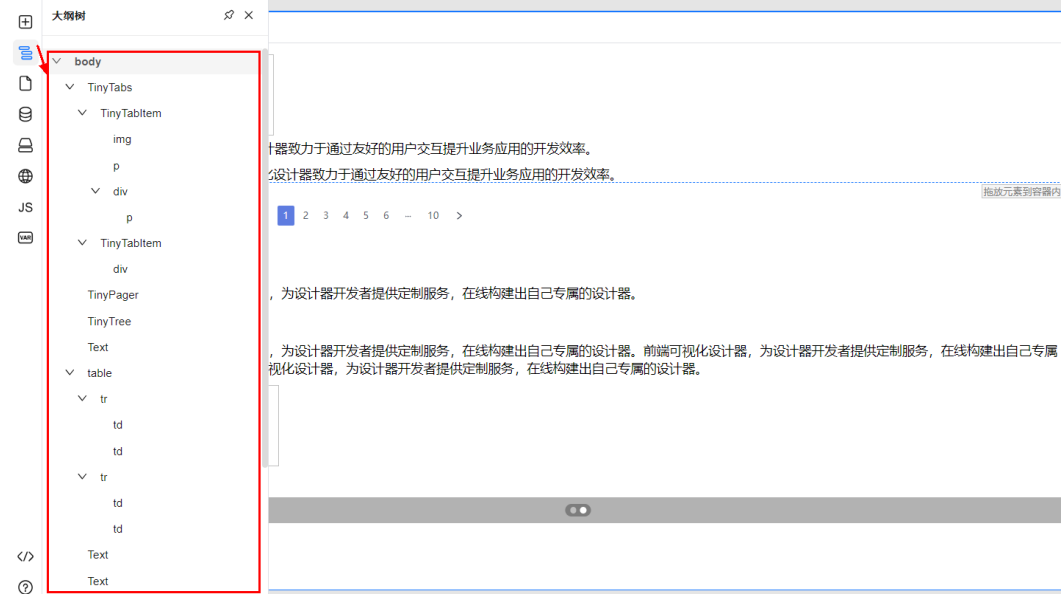 大纲树
body
TinyTabs
TinyTabItem
img
p
div
p
TinyTabItem
div
TinyPager
TinyTree
Text
table
tr
td
td
tr
td
td
Text
Text
JS
VAR
</>
计器致力于通过友好的用户交互提升业务应用的开发效率。
化设计器致力于通过友好的用户交互提升业务应用的开发效率。
拖放元素到容器内
1 2 3 4 5 6 ··· 10
，为设计器开发者提供定制服务，在线构建出自己专属的设计器。
，为设计器开发者提供定制服务，在线构建出自己专属的设计器。前端可视化设计器，为设计器开发者提供定制服务，在线构建出自己专属
视化设计器，为设计器开发者提供定制服务，在线构建出自己专属的设计器。